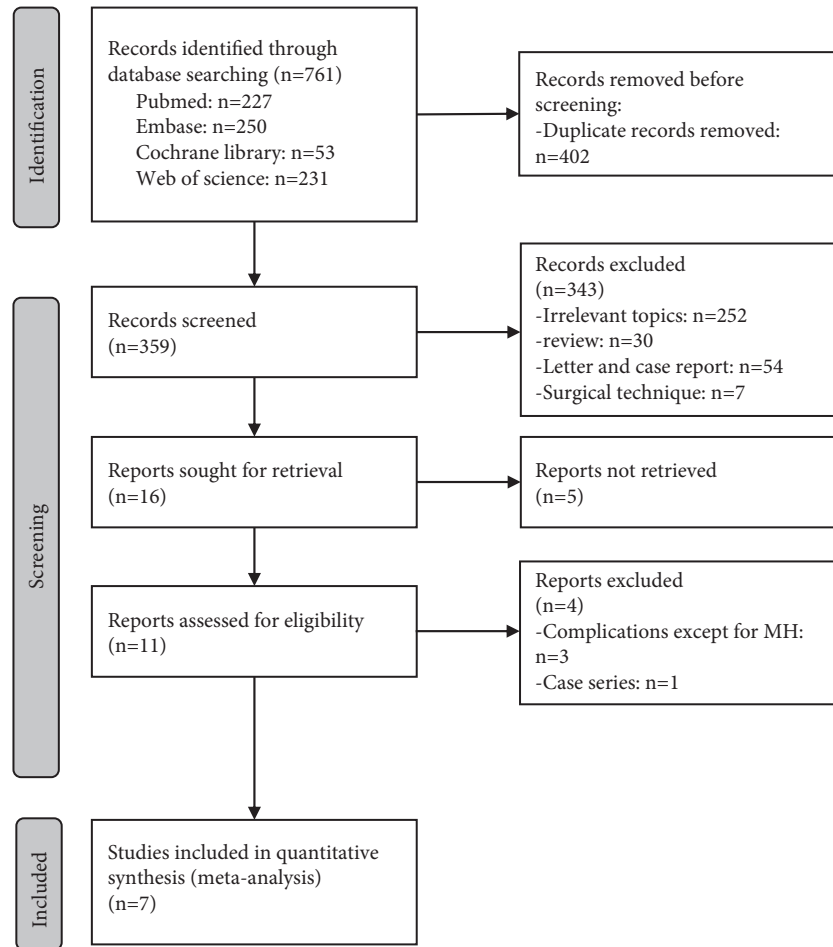 Identification
Records identified through
database searching (n=761)
Pubmed: n=227
Embase: n=250
Cochrane library: n=53
Web of science: n=231
Records removed before
screening:
-Duplicate records removed:
n=402
Screening
Records screened
(n=359)
Records excluded
(n=343)
-Irrelevant topics: n=252
-review: n=30
-Letter and case report: n=54
-Surgical technique: n=7
Reports sought for retrieval
(n=16)
Reports not retrieved
(n=5)
Reports assessed for eligibility
(n=11)
Reports excluded
(n=4)
-Complications except for MH:
n=3
-Case series: n=1
Included
Studies included in quantitative
synthesis (meta-analysis)
(n=7)